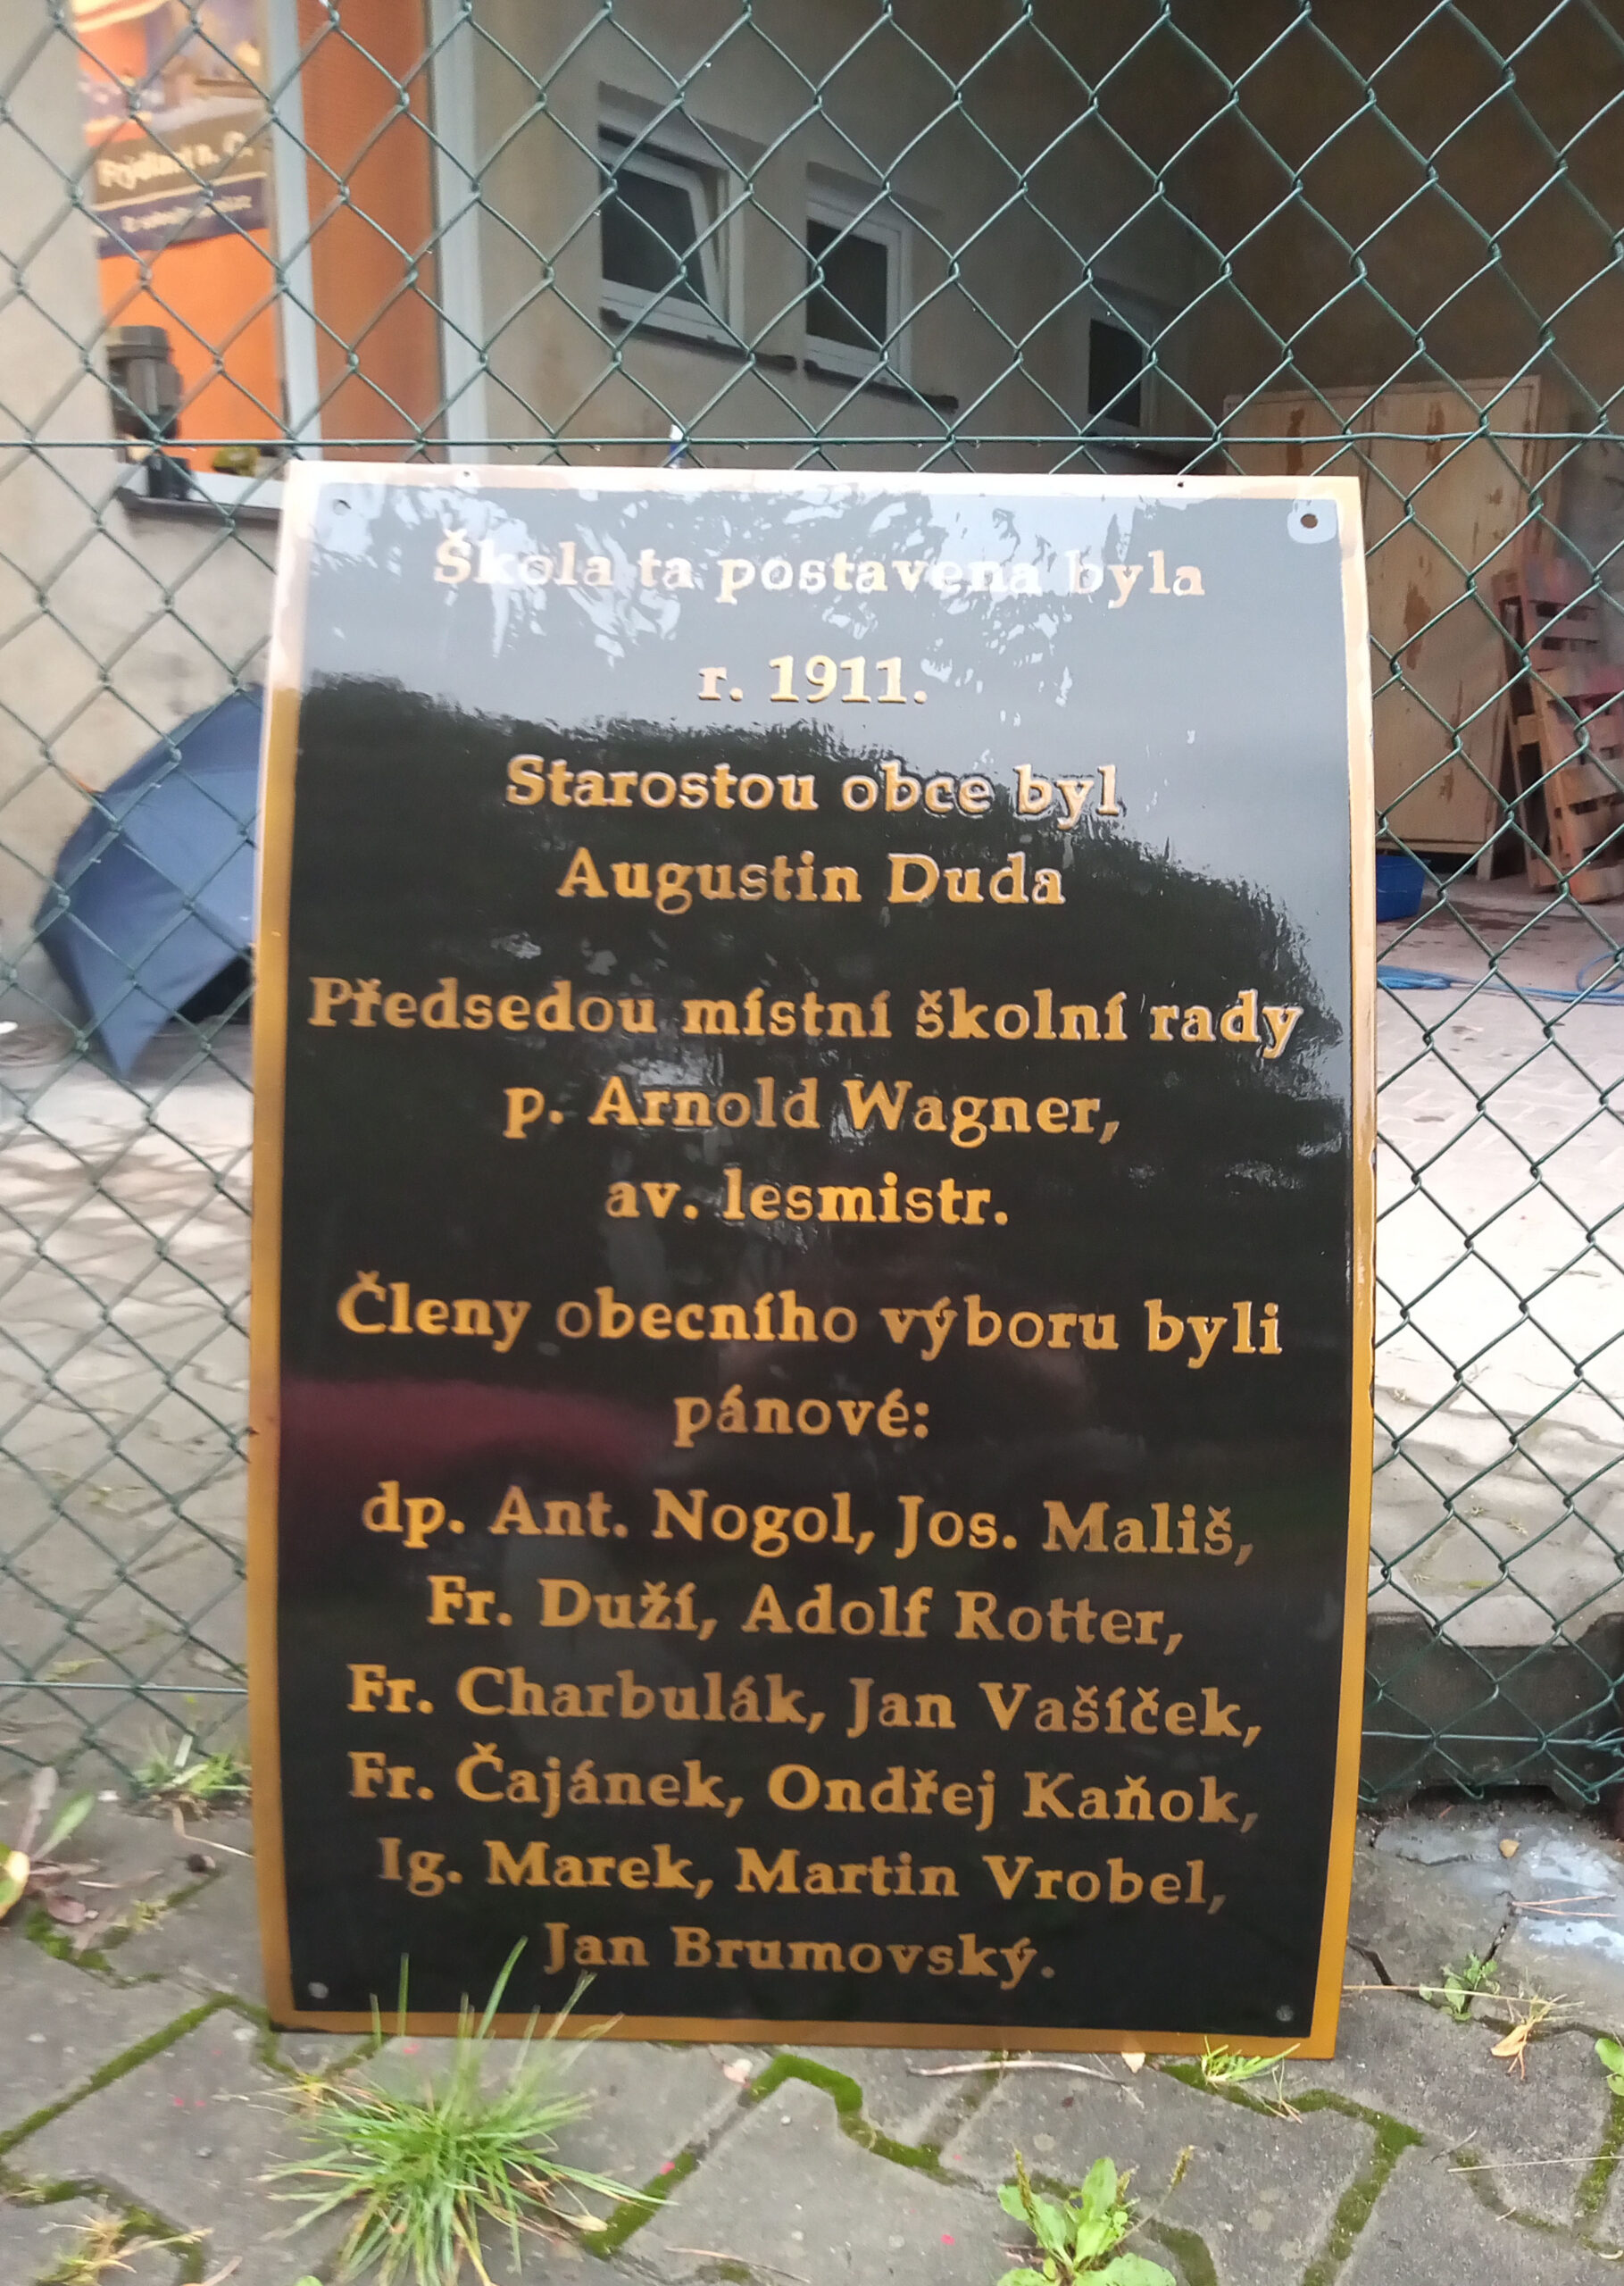 Škola ta postavena byla
r. 1911.
Starostou obce byl
Augustin Duda
Předsedou místní školní rady
p. Arnold Wagner,
av. lesmistr.
Členy obecního výboru byli
pánové:
dp. Ant. Nogol, Jos. Mališ,
Fr. Duží, Adolf Rotter,
Fr. Charbulák, Jan Vašíček,
Fr. Čajánek, Ondřej Kaňok,
Ig. Marek, Martin Vrobel,
Jan Brumovský.